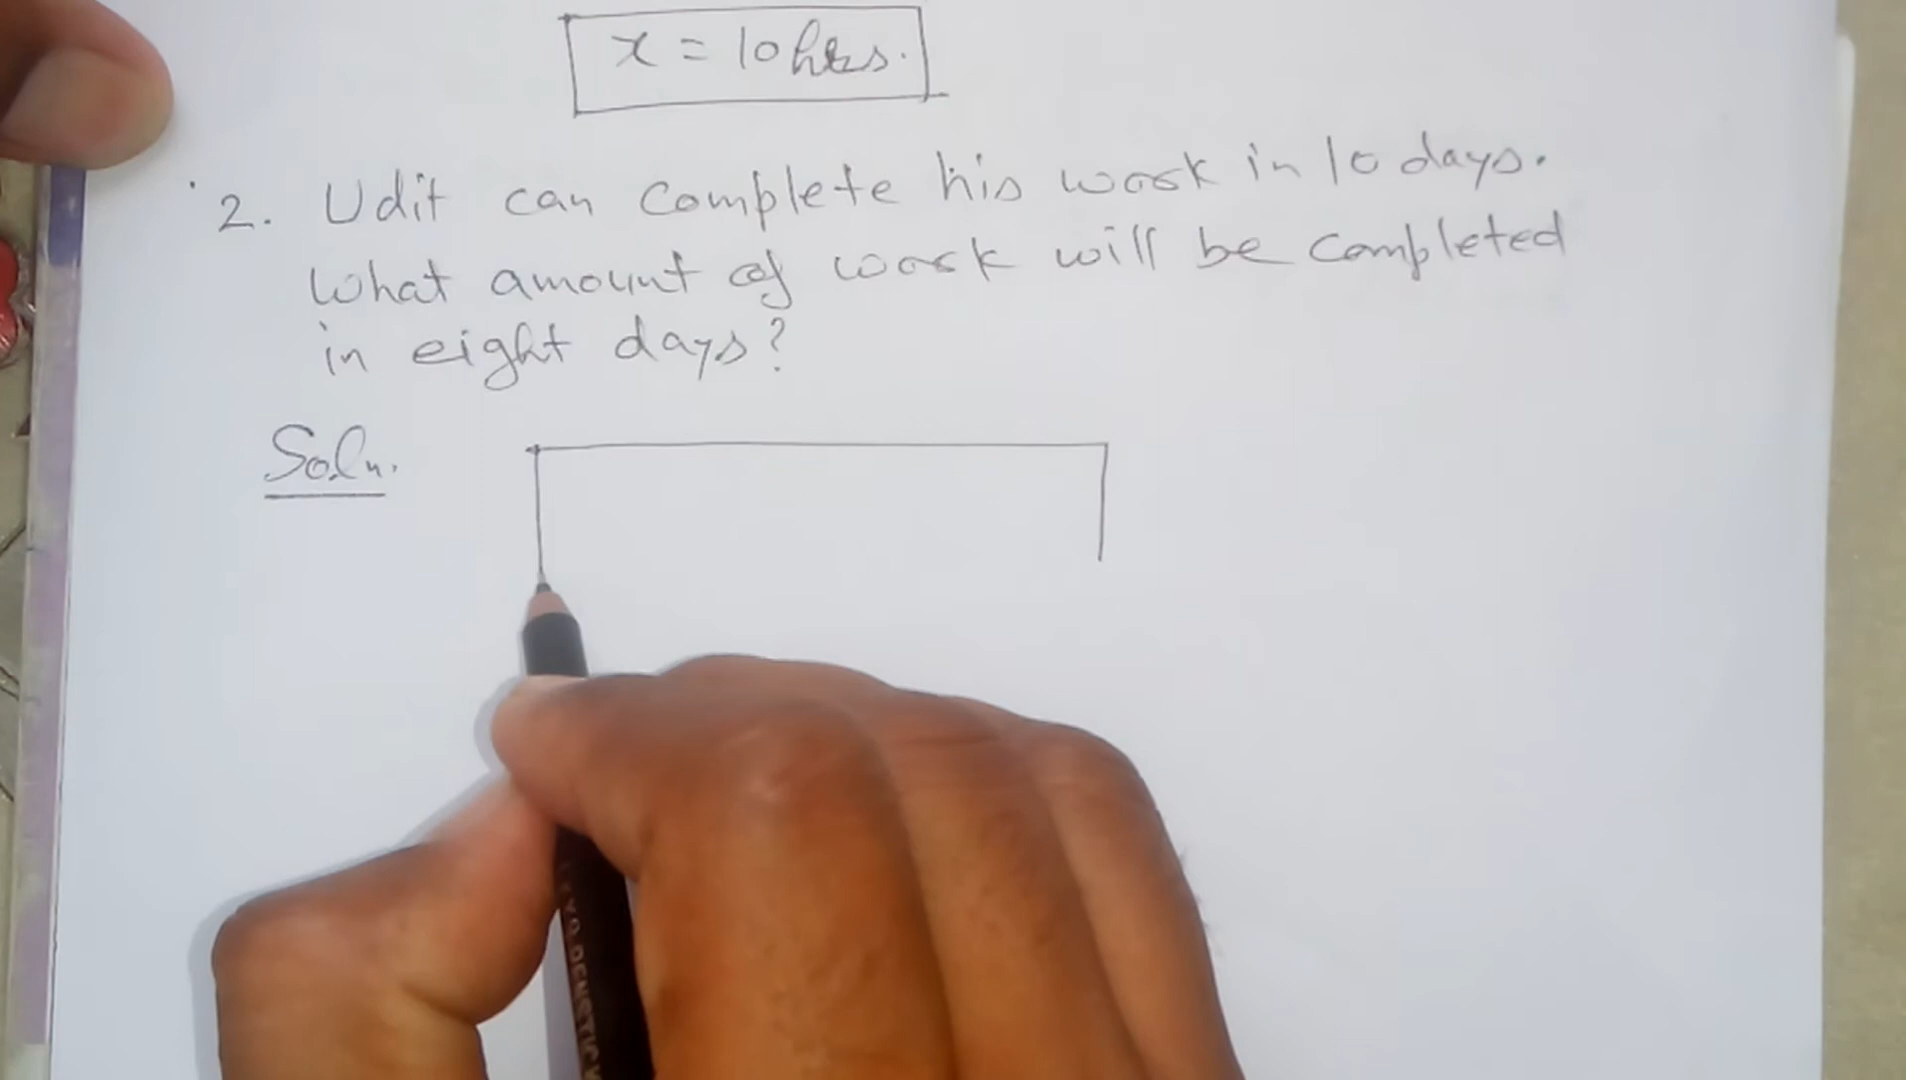 x = 10 hrs.
2. Udit can complete his work in 10 days.
What amount of work will be completed
in eight days?
Soln.